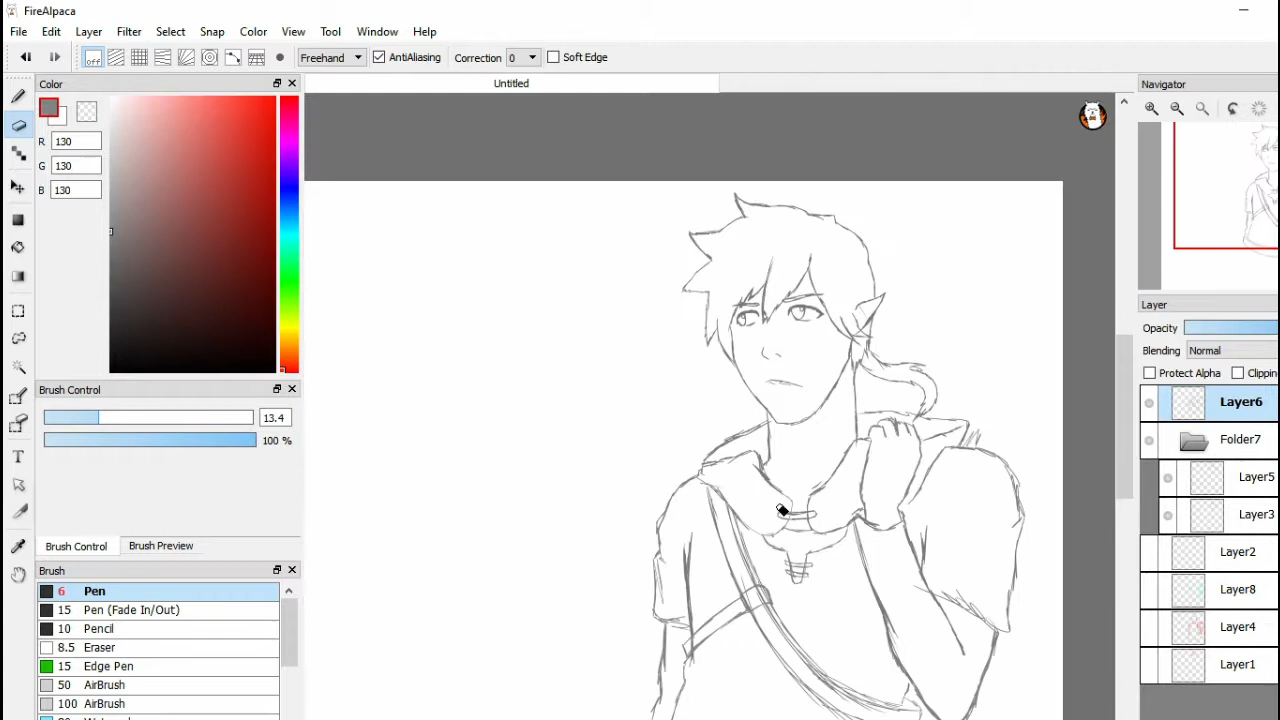 FireAlpaca
File Edit Layer Filter Select Snap Color View Tool Window Help
off Freehand AntiAliasing Correction 0 Soft Edge
Color
Untitled
Navigator
R 130
G 130
B 130
Layer
Opacity
Blending Normal
Protect Alpha Clippin
Brush Control
13.4
100 %
Layer6
Folder7
Layer5
Layer3
Layer2
Layer8
Layer4
Layer1
Brush Control Brush Preview
Brush
6 Pen
15 Pen (Fade In/Out)
10 Pencil
8.5 Eraser
15 Edge Pen
50 AirBrush
100 AirBrush